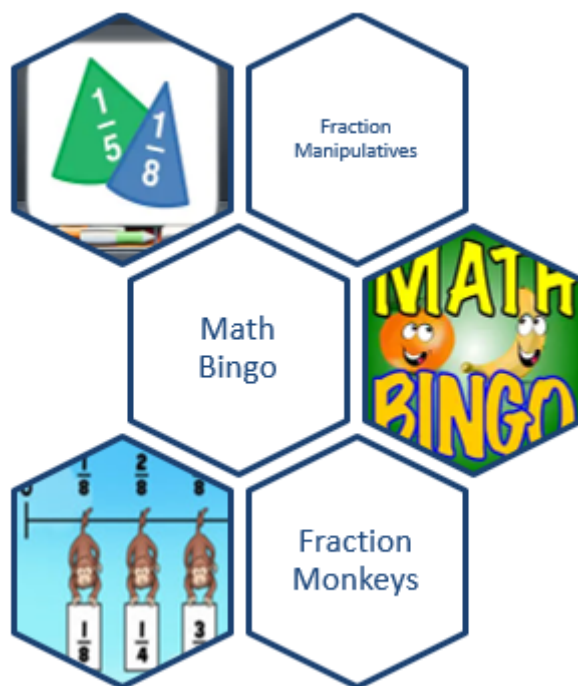 1
5
1
8
Fraction
Manipulatives
Math
Bingo
MATH
BINGO
1
8
2
8
8
1
8
1
4
3
Fraction
Monkeys